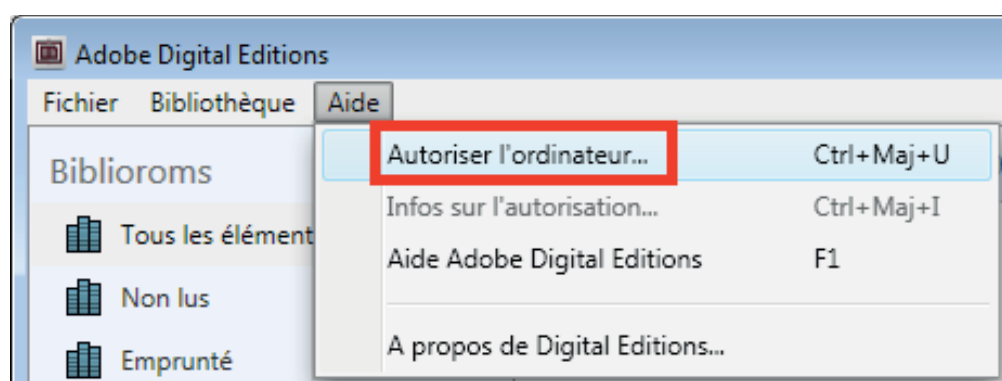 Adobe Digital Editions
Fichier Bibliothèque Aide
Autoriser l'ordinateur... Ctrl+Maj+U
Biblioroms
Infos sur l'autorisation... Ctrl+Maj+I
Tous les élément
Aide Adobe Digital Editions F1
Non lus
A propos de Digital Editions...
Emprunté